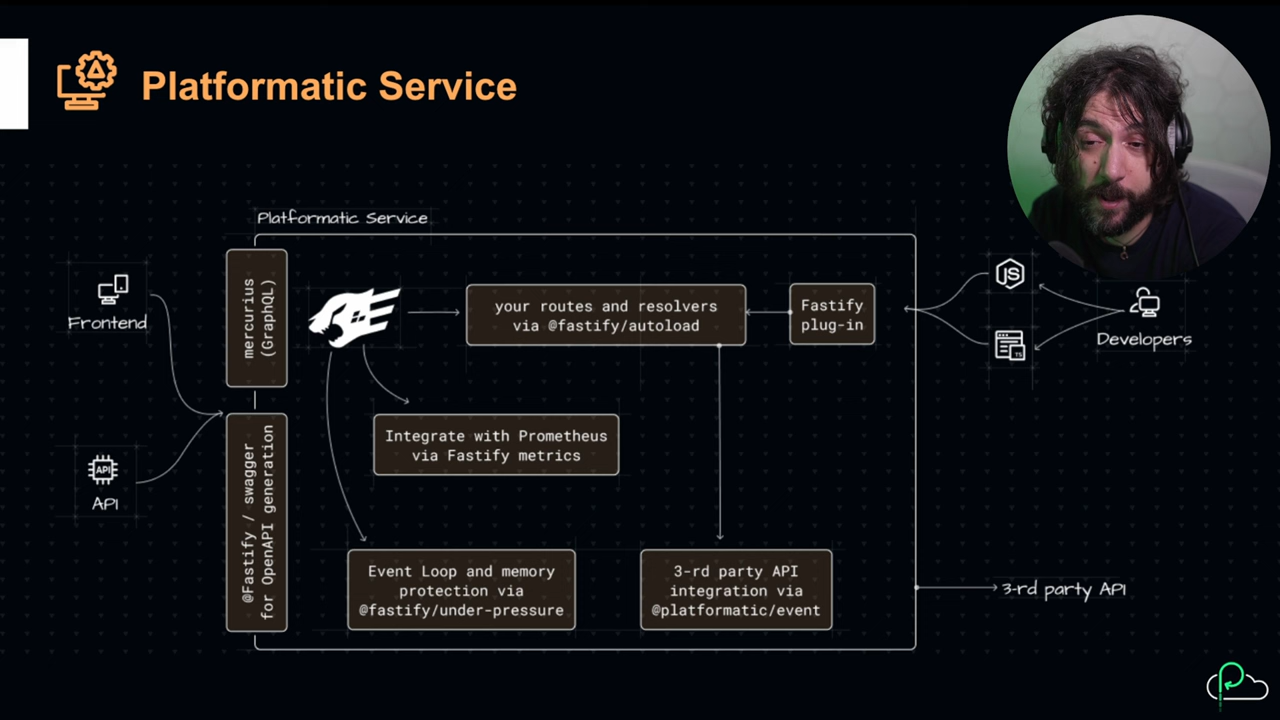 Platformatic Service
Platformatic Service
Frontend
API
mercurius
(GraphQL)
@Fastify / swagger
for OpenAPI generation
your routes and resolvers
via @fastify/autoload
Fastify
plug-in
JS
TS
Developers
Integrate with Prometheus
via Fastify metrics
API
Event Loop and memory
protection via
@fastify/under-pressure
3-rd party API
integration via
@platformatic/event
3-rd party API